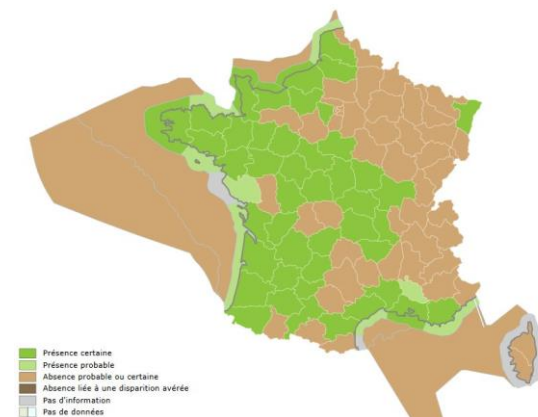 Présence certaine
Présence probable
Absence probable ou certaine
Absence liée à une disparition avérée
Pas d'information
Pas de données